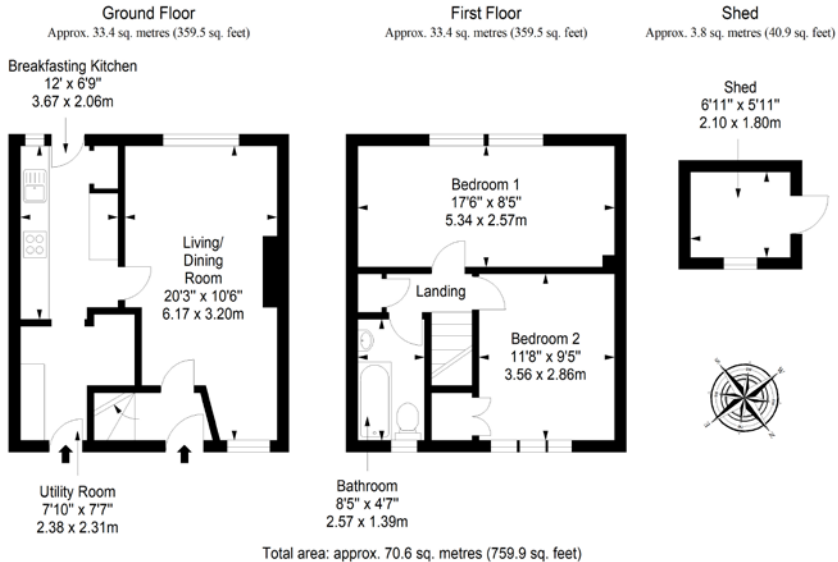 Ground Floor
Approx. 33.4 sq. metres (359.5 sq. feet)
First Floor
Approx. 33.4 sq. metres (359.5 sq. feet)
Shed
Approx. 3.8 sq. metres (40.9 sq. feet)
Breakfasting Kitchen
12' x 6'9"
3.67 x 2.06m
Living/
Dining
Room
20'3" x 10'6"
6.17 x 3.20m
Utility Room
7'10" x 7'7"
2.38 x 2.31m
Bedroom 1
17'6" x 8'5"
5.34 x 2.57m
Landing
Bedroom 2
11'8" x 9'5"
3.56 x 2.86m
Bathroom
8'5" x 4'7"
2.57 x 1.39m
Shed
6'11" x 5'11"
2.10 x 1.80m
Total area: approx. 70.6 sq. metres (759.9 sq. feet)